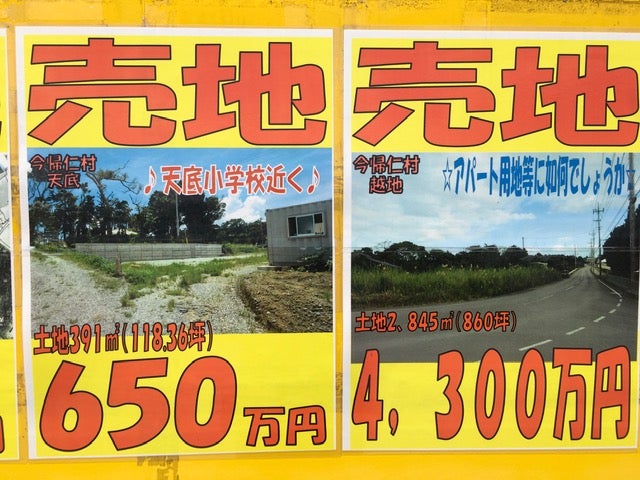 売地
今帰仁村
天底
♪天底小学校近く♪
土地391㎡(118.36坪)
650万円
売地
今帰仁村
越地
☆アパート用地等に如何でしょうか
土地2、845㎡(860坪)
4,300万円
円